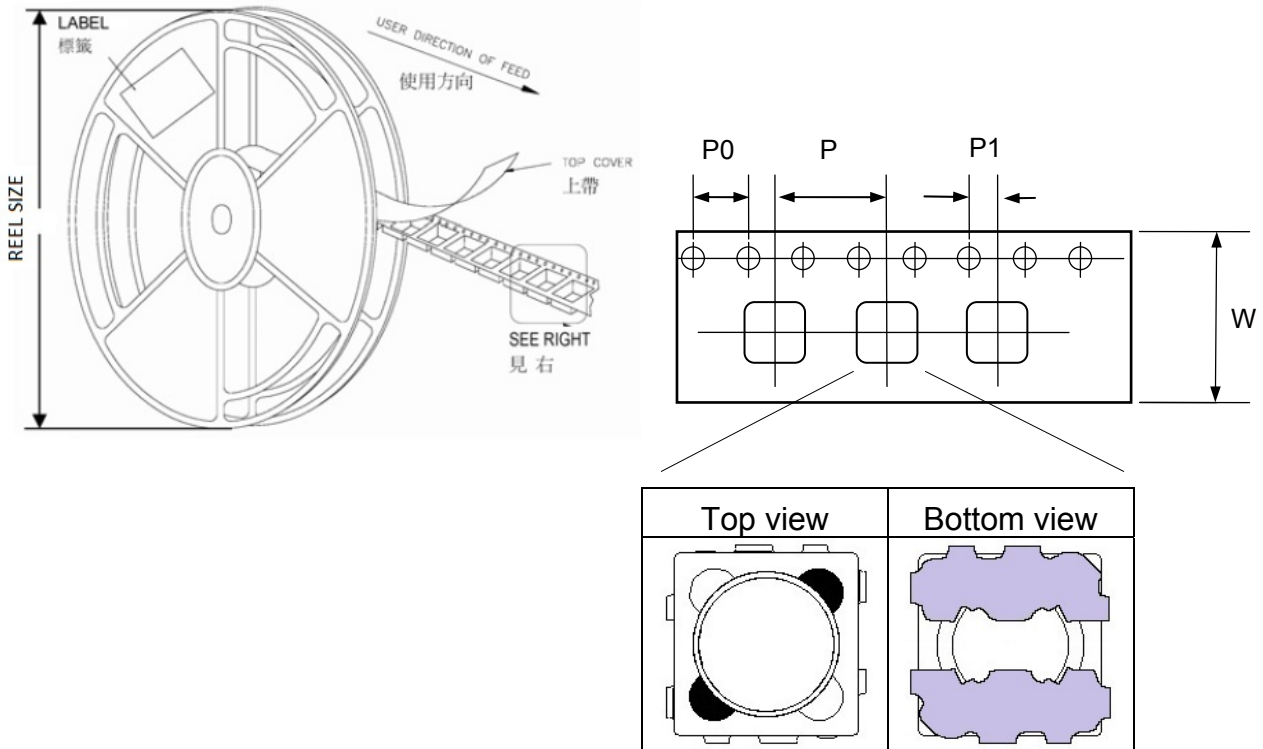 LABEL
標籤
USER DIRECTION OF FEED
使用方向
TOP COVER
上帶
REEL SIZE
SEE RIGHT
見右
P0 P P1
W
Top view Bottom view